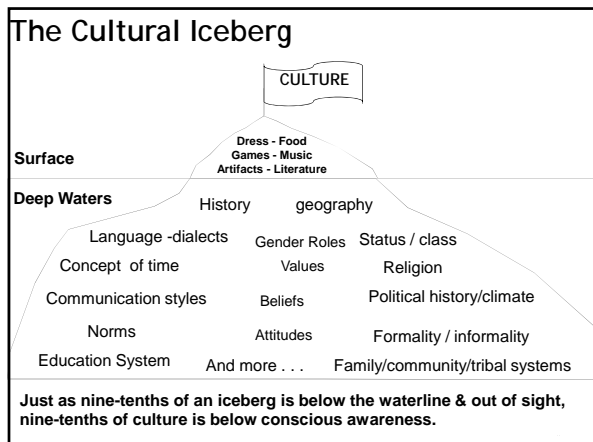 The Cultural Iceberg
CULTURE
Dress - Food
Games - Music
Artifacts - Literature
Surface
Deep Waters
History geography
Language -dialects Gender Roles Status / class
Concept of time Values Religion
Communication styles Beliefs Political history/climate
Norms Attitudes Formality / informality
Education System And more . . . Family/community/tribal systems
Just as nine-tenths of an iceberg is below the waterline & out of sight,
nine-tenths of culture is below conscious awareness.